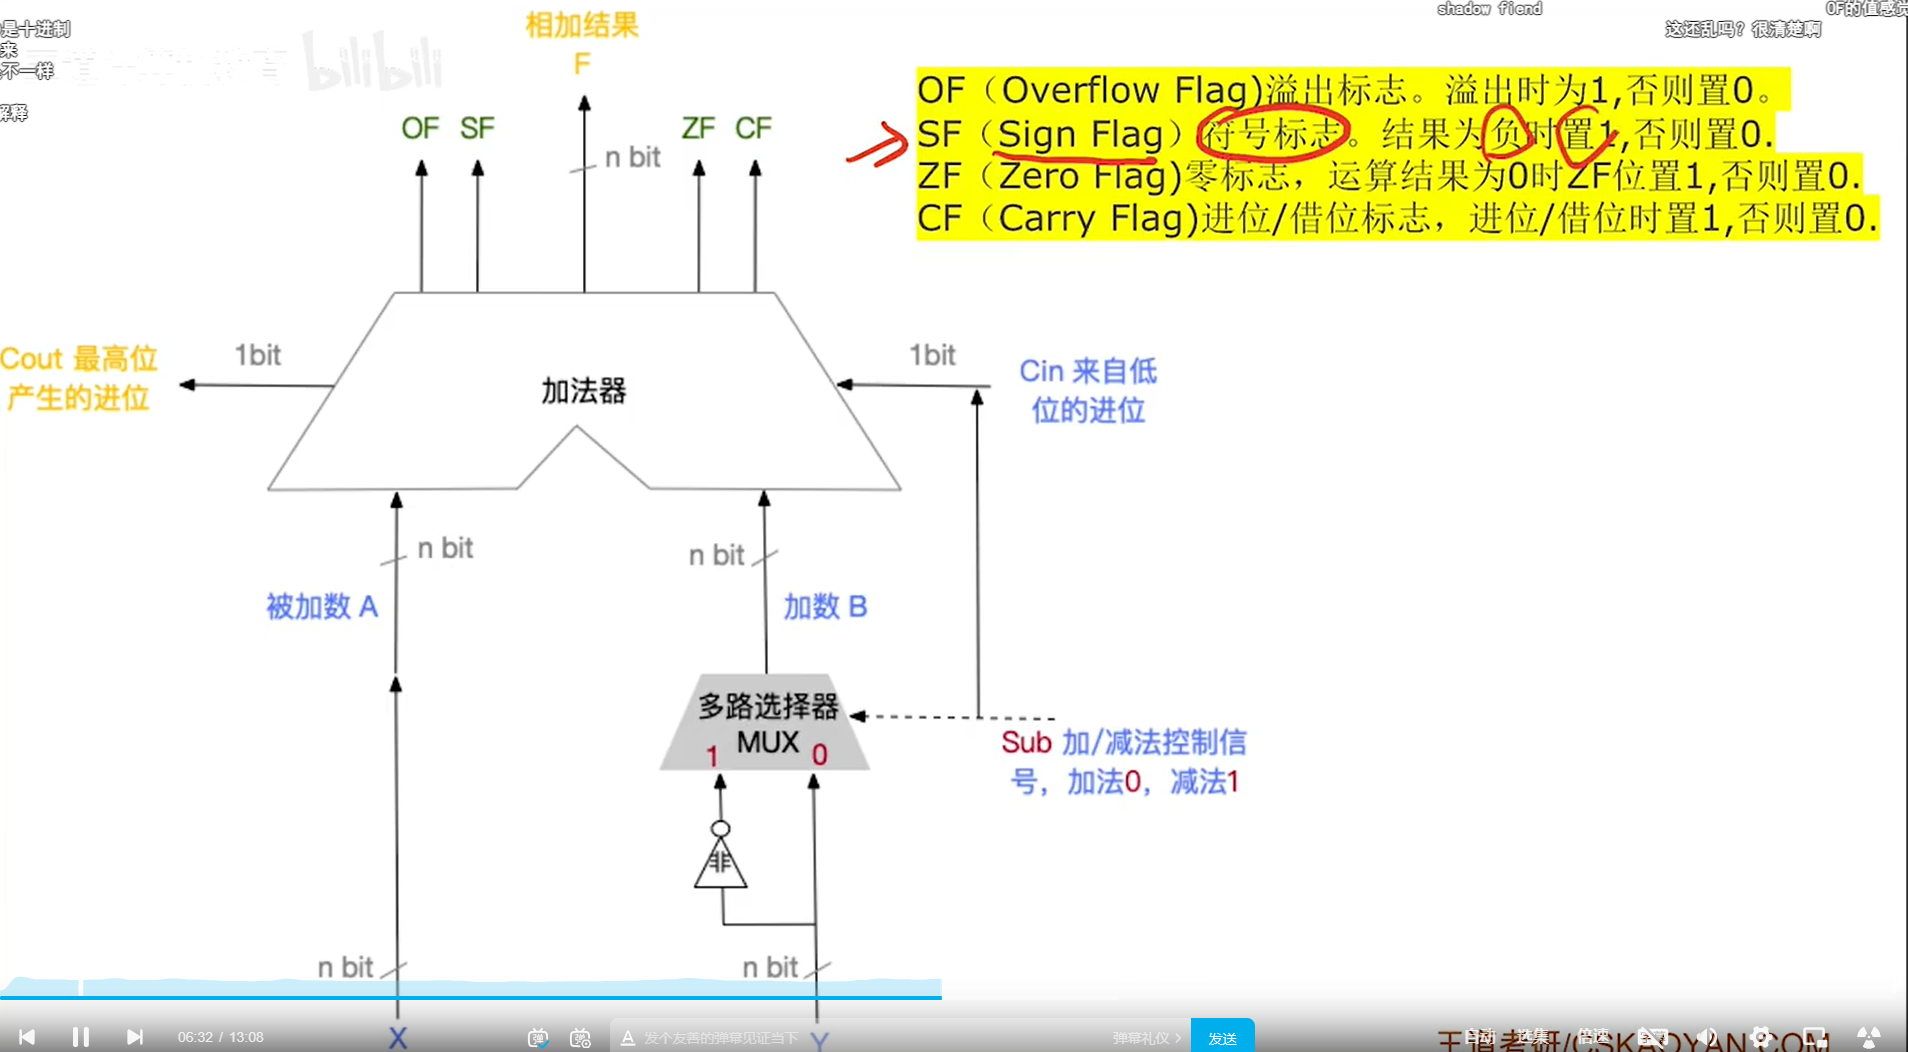 shadow fiend
OF的值感觉
是十进制
这还乱吗？很清楚啊
来
不一样
bilibili
解释
相加结果
F
OF SF
ZF CF
n bit
OF（Overflow Flag)溢出标志。溢出时为1,否则置0。
SF（Sign Flag）符号标志。结果为负时置1,否则置0.
ZF（Zero Flag)零标志，运算结果为0时ZF位置1,否则置0.
CF（Carry Flag)进位/借位标志，进位/借位时置1,否则置0.
Cout 最高位
产生的进位
1bit
加法器
1bit
Cin 来自低
位的进位
n bit
n bit
被加数 A
加数 B
多路选择器
MUX
1
0
Sub 加/减法控制信
号，加法0，减法1
非
n bit
n bit
X
Y
06:32 / 13:08
弹
弹
A 发个友善的弹幕见证当下
弹幕礼仪 >
发送
王道考研/CSKAOYAN.COM
自动
选集
倍速